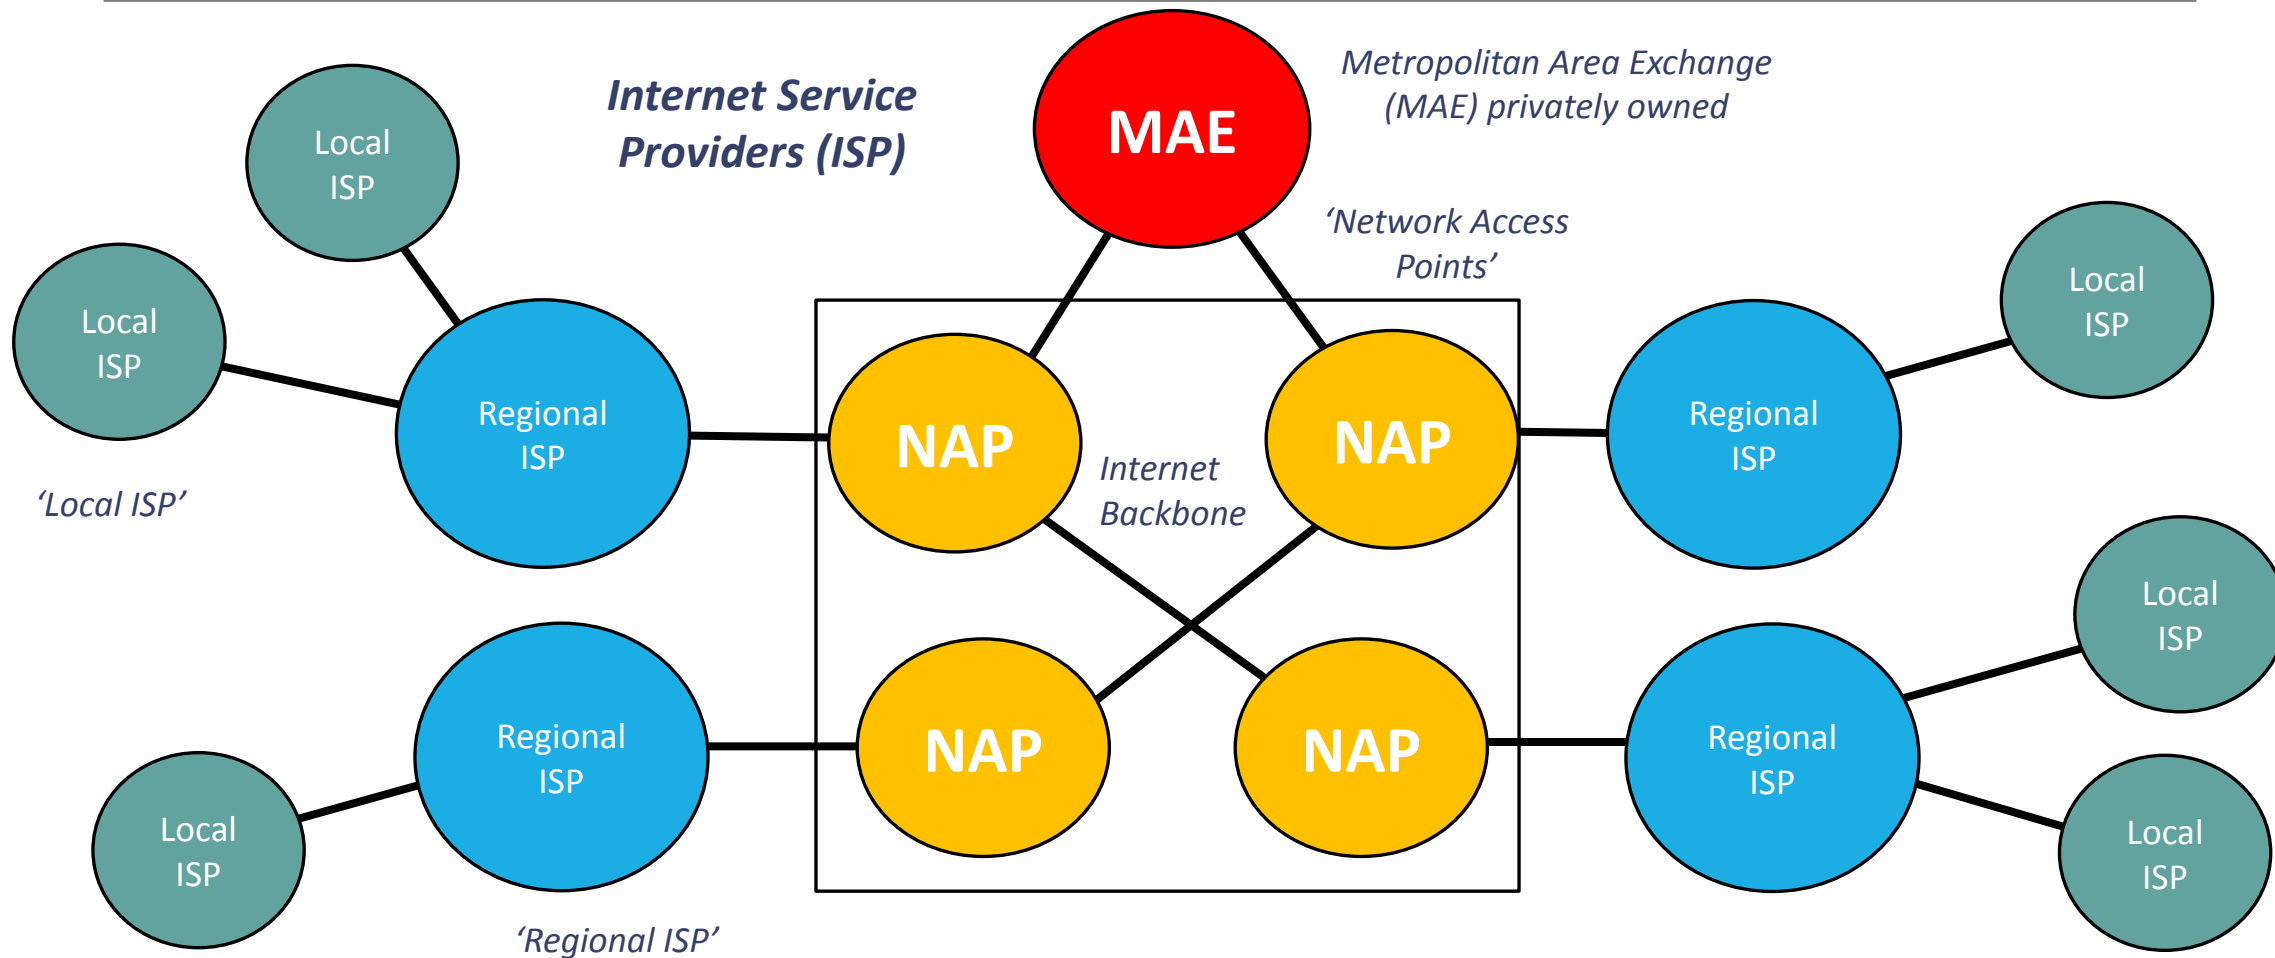 Internet Service
Providers (ISP)
MAE
Metropolitan Area Exchange
(MAE) privately owned
‘Network Access
Points’
Local
ISP
Local
ISP
‘Local ISP’
Regional
ISP
NAP
Internet
Backbone
NAP
Regional
ISP
Local
ISP
Local
ISP
Regional
ISP
NAP
NAP
Regional
ISP
Local
ISP
Local
ISP
‘Regional ISP’